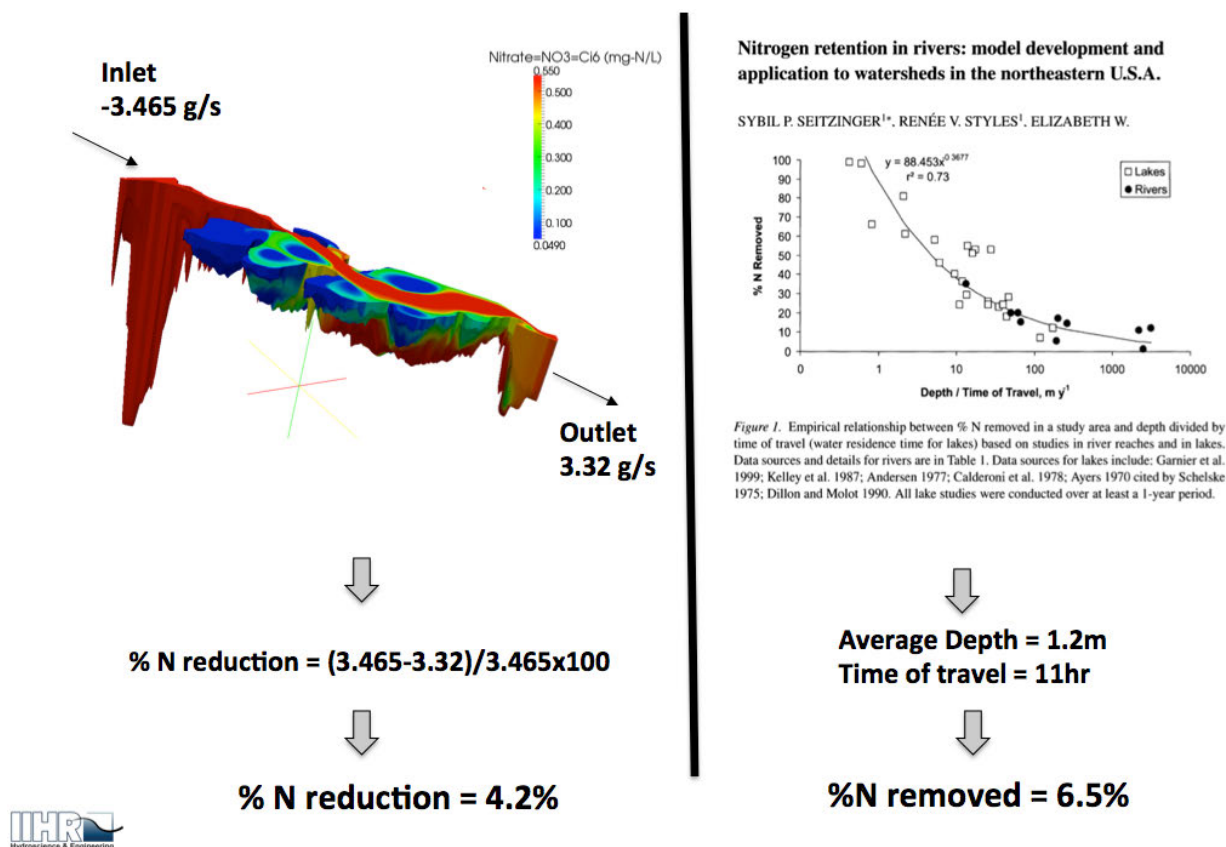 Inlet
-3.465 g/s
Nitrate=NO3=Ci6 (mg-N/L)
0.550
0.500
0.400
0.300
0.200
0.100
0.0490
Outlet
3.32 g/s
% N reduction = (3.465-3.32)/3.465x100
% N reduction = 4.2%
IIHR
Hydroscience & Engineering
Nitrogen retention in rivers: model development and
application to watersheds in the northeastern U.S.A.
SYBIL P. SEITZINGER¹*, RENÉE V. STYLES¹, ELIZABETH W.
y = 88.453x^-0.3677
r² = 0.73
Lakes
Rivers
% N Removed
100
90
80
70
60
50
40
30
20
10
0
0 1 10 100 1000 10000
Depth / Time of Travel, m y⁻¹
Figure 1. Empirical relationship between % N removed in a study area and depth divided by
time of travel (water residence time for lakes) based on studies in river reaches and in lakes.
Data sources and details for rivers are in Table 1. Data sources for lakes include: Garnier et al.
1999; Kelley et al. 1987; Andersen 1977; Calderoni et al. 1978; Ayers 1970 cited by Schelske
1975; Dillon and Molot 1990. All lake studies were conducted over at least a 1-year period.
Average Depth = 1.2m
Time of travel = 11hr
%N removed = 6.5%